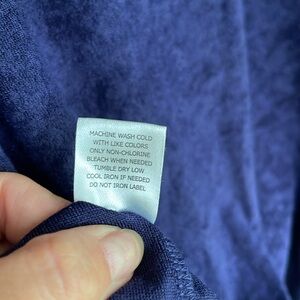 MACHINE WASH COLD
WITH LIKE COLORS
ONLY NON-CHLORINE
BLEACH WHEN NEEDED
TUMBLE DRY LOW
COOL IRON IF NEEDED
DO NOT IRON LABEL